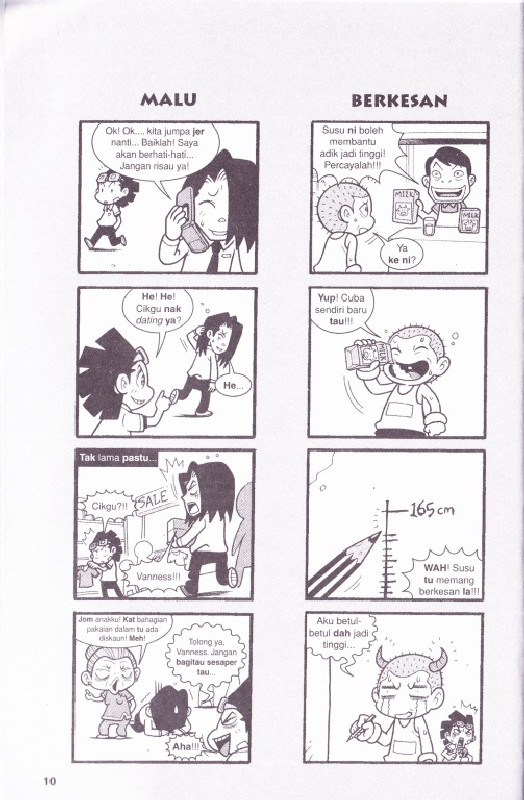 MALU
Ok! Ok.... kita jumpa jer
nanti... Baiklah! Saya
akan berhati-hati...
Jangan risau ya!
He! He!
Cikgu nak
dating ya?
He...
Tak lama pastu...
Cikgu?!!
SALE
Vanness!!!
Jom anakku! Kat bahagian
pakaian dalam tu ada
diskaun! Meh!
Tolong ya,
Vanness. Jangan
bagitau sesaper
tau...
Aha!!!
BERKESAN
Susu ni boleh
membantu
adik jadi tinggi!
Percayalah!!!
MILK
MILK
Ya
ke ni?
Yup! Cuba
sendiri baru
tau!!!
MILK
165cm
WAH! Susu
tu memang
berkesan la!!!
Aku betul-
betul dah jadi
tinggi...
10